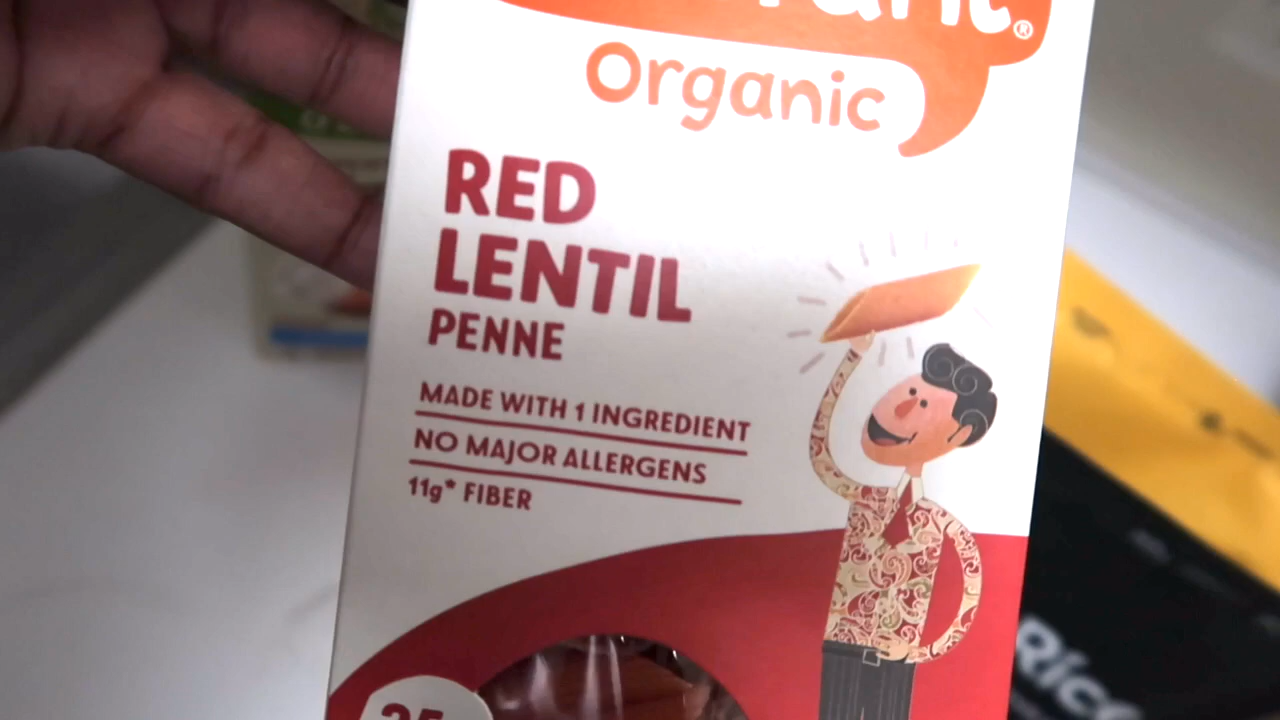 Organic
RED
LENTIL
PENNE
MADE WITH 1 INGREDIENT
NO MAJOR ALLERGENS
11g* FIBER